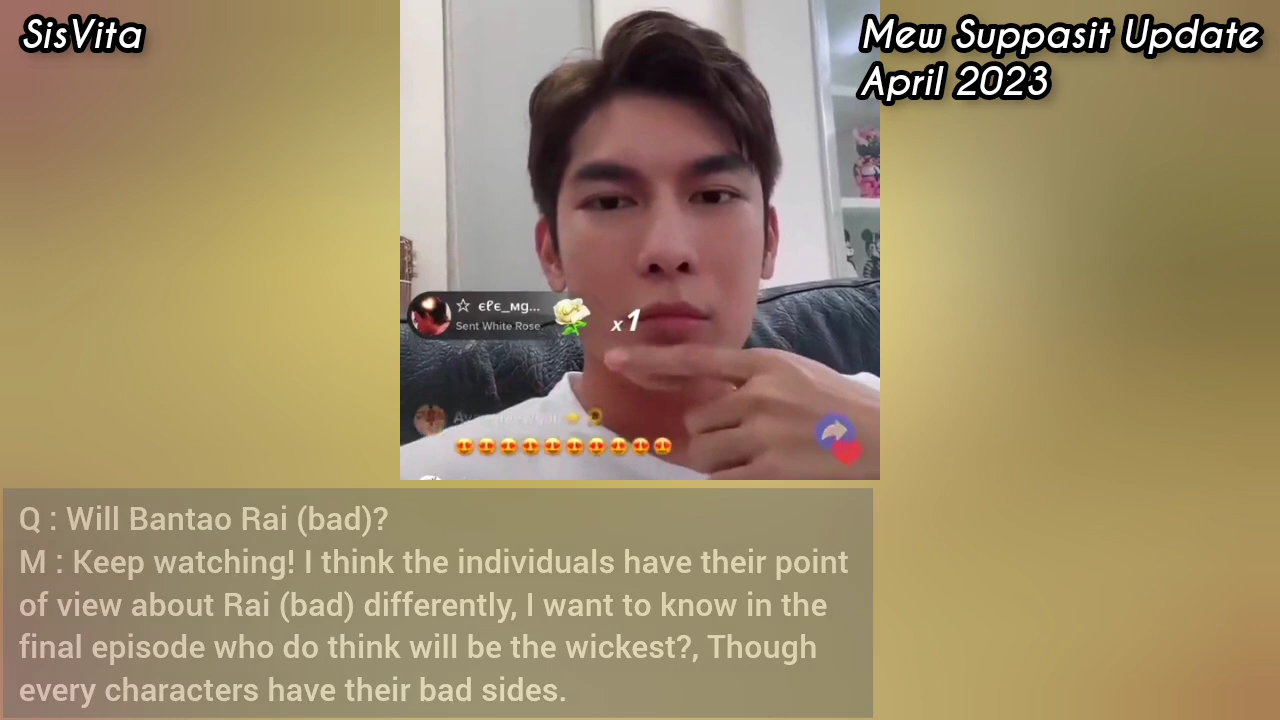 SisVita
Mew Suppasit Update
April 2023
Sent White Rose
x1
Q : Will Bantao Rai (bad)?
M : Keep watching! I think the individuals have their point
of view about Rai (bad) differently, I want to know in the
final episode who do think will be the wickest?, Though
every characters have their bad sides.